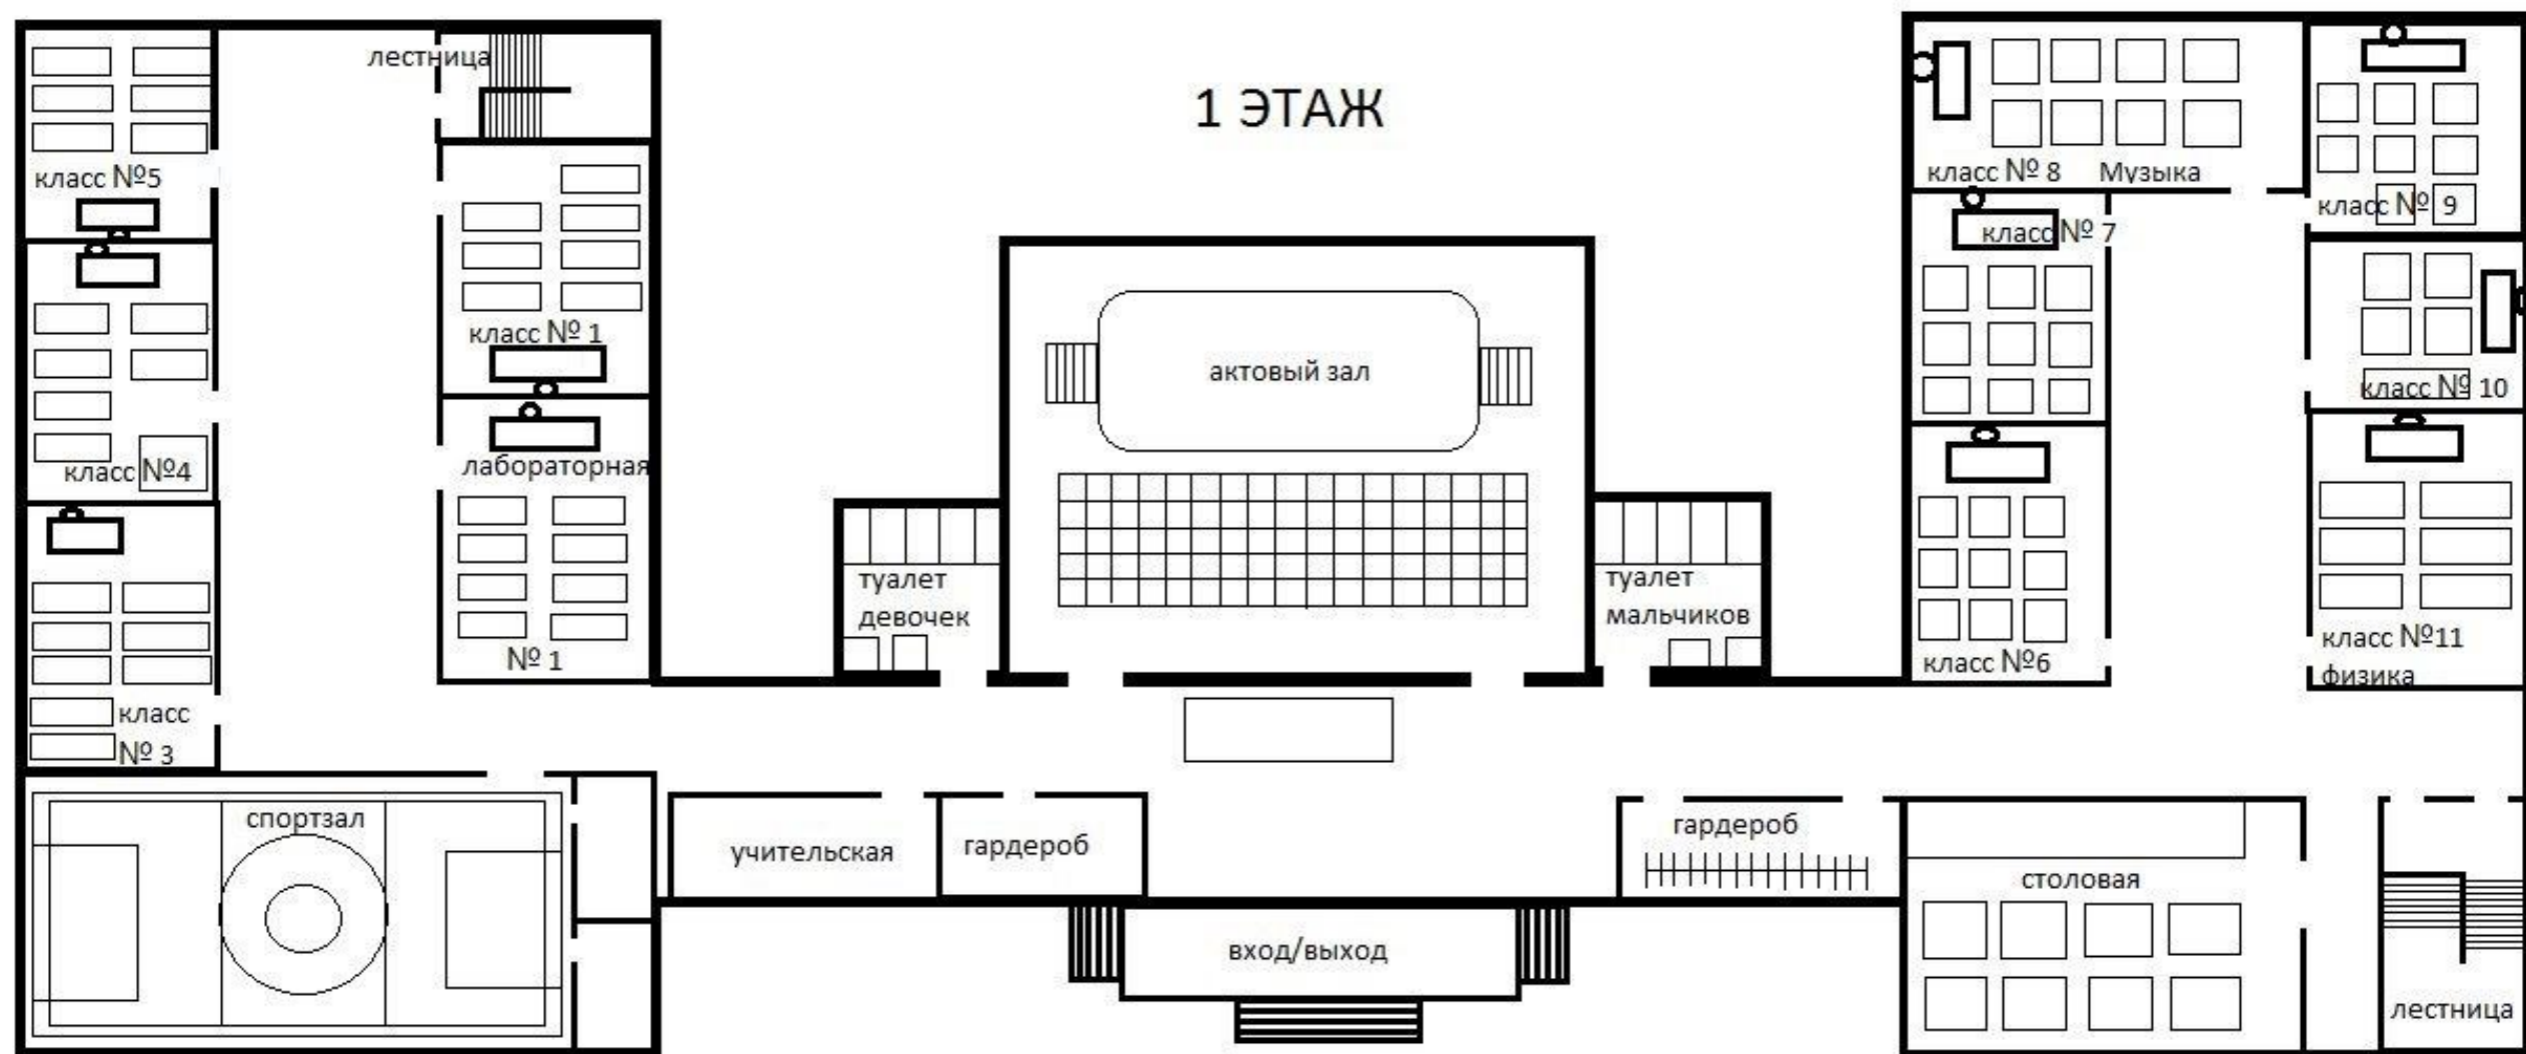 1 ЭТАЖ
лестница
класс №5
класс № 1
класс №4
лабораторная
№ 1
класс
№ 3
спортзал
учительская
гардероб
туалет
девочек
актовый зал
туалет
мальчиков
вход/выход
гардероб
класс № 8 Музыка
класс № 9
класс № 7
класс № 10
класс №6
класс №11
физика
столовая
лестница